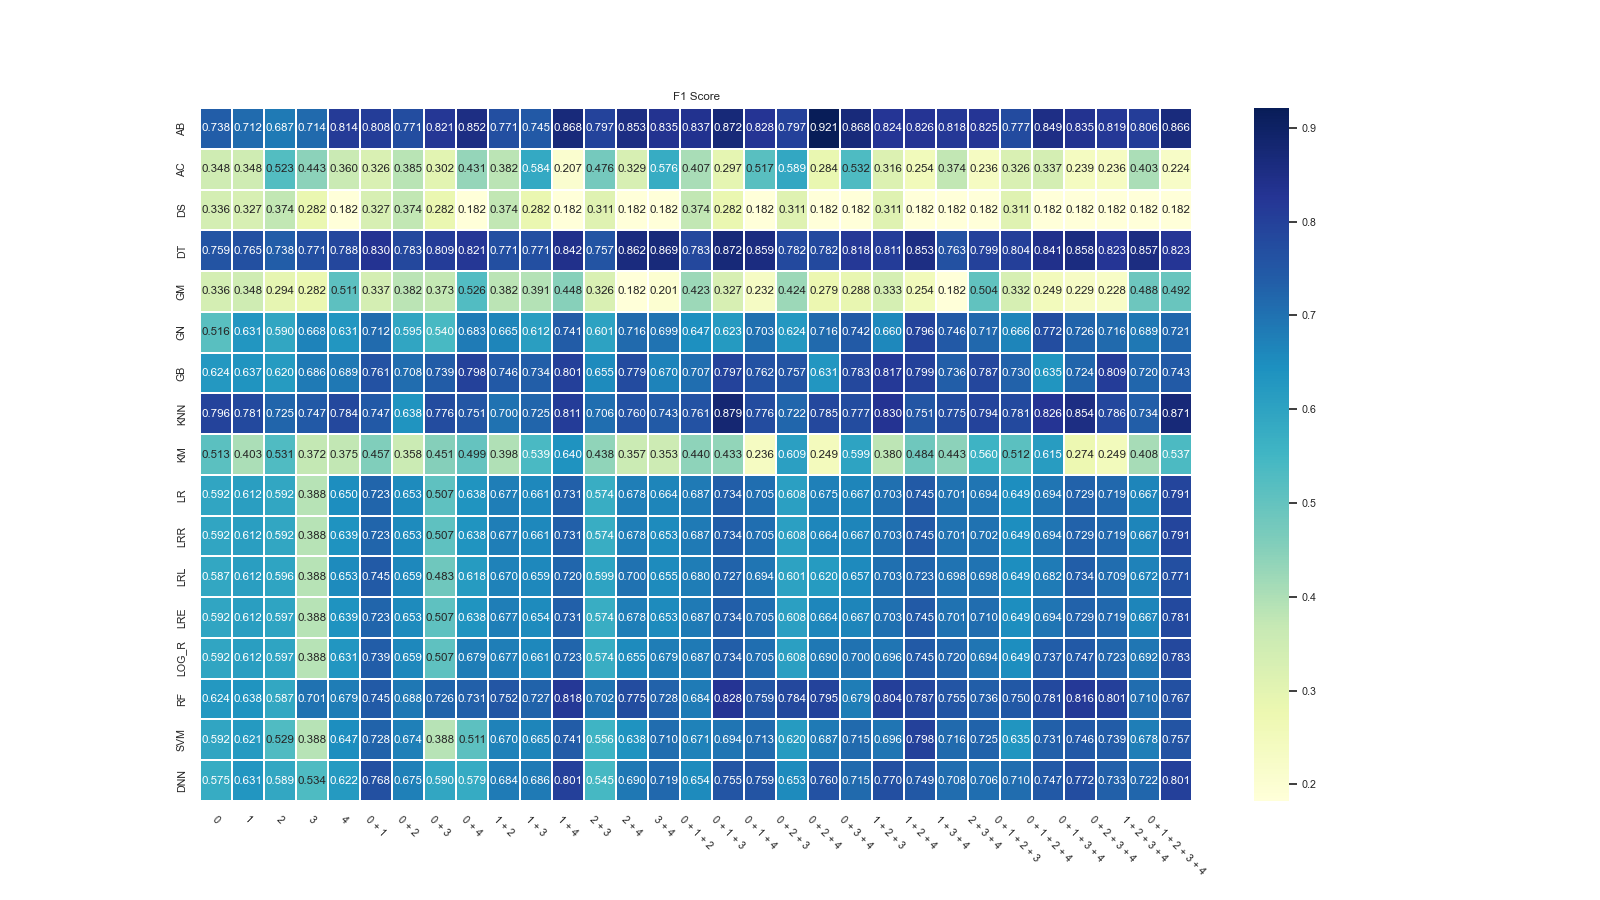 F1 Score
AB 0.738 0.712 0.687 0.714 0.814 0.808 0.771 0.821 0.852 0.771 0.745 0.868 0.797 0.853 0.835 0.837 0.872 0.828 0.797 0.921 0.868 0.824 0.826 0.818 0.825 0.777 0.849 0.835 0.819 0.806 0.866
AC 0.348 0.348 0.523 0.443 0.360 0.326 0.385 0.302 0.431 0.382 0.584 0.207 0.476 0.329 0.576 0.407 0.297 0.517 0.589 0.284 0.532 0.316 0.254 0.374 0.236 0.326 0.337 0.239 0.236 0.403 0.224
DS 0.336 0.327 0.374 0.282 0.182 0.327 0.374 0.282 0.182 0.374 0.282 0.182 0.311 0.182 0.182 0.374 0.282 0.182 0.311 0.182 0.182 0.311 0.182 0.182 0.182 0.311 0.182 0.182 0.182 0.182 0.182
DT 0.759 0.765 0.738 0.771 0.788 0.830 0.783 0.809 0.821 0.771 0.771 0.842 0.757 0.862 0.869 0.783 0.872 0.859 0.782 0.782 0.818 0.811 0.853 0.763 0.799 0.804 0.841 0.858 0.823 0.857 0.823
GM 0.336 0.348 0.294 0.282 0.511 0.337 0.382 0.373 0.526 0.382 0.391 0.448 0.326 0.182 0.201 0.423 0.327 0.232 0.424 0.279 0.288 0.333 0.254 0.182 0.504 0.332 0.249 0.229 0.228 0.488 0.492
GN 0.516 0.631 0.590 0.668 0.631 0.712 0.595 0.540 0.683 0.665 0.612 0.741 0.601 0.716 0.699 0.647 0.623 0.703 0.624 0.716 0.742 0.660 0.796 0.746 0.717 0.666 0.772 0.726 0.716 0.689 0.721
GB 0.624 0.637 0.620 0.686 0.689 0.761 0.708 0.739 0.798 0.746 0.734 0.801 0.655 0.779 0.670 0.707 0.797 0.762 0.757 0.631 0.783 0.817 0.799 0.736 0.787 0.730 0.635 0.724 0.809 0.720 0.743
KNN 0.796 0.781 0.725 0.747 0.784 0.747 0.638 0.776 0.751 0.700 0.725 0.811 0.706 0.760 0.743 0.761 0.879 0.776 0.722 0.785 0.777 0.830 0.751 0.775 0.794 0.781 0.826 0.854 0.786 0.734 0.871
KM 0.513 0.403 0.531 0.372 0.375 0.457 0.358 0.451 0.499 0.398 0.539 0.640 0.438 0.357 0.353 0.440 0.433 0.236 0.609 0.249 0.599 0.380 0.484 0.443 0.560 0.512 0.615 0.274 0.249 0.408 0.537
LR 0.592 0.612 0.592 0.388 0.650 0.723 0.653 0.507 0.638 0.677 0.661 0.731 0.574 0.678 0.664 0.687 0.734 0.705 0.608 0.675 0.667 0.703 0.745 0.701 0.694 0.649 0.694 0.729 0.719 0.667 0.791
LRR 0.592 0.612 0.592 0.388 0.639 0.723 0.653 0.507 0.638 0.677 0.661 0.731 0.574 0.678 0.653 0.687 0.734 0.705 0.608 0.664 0.667 0.703 0.745 0.701 0.702 0.649 0.694 0.729 0.719 0.667 0.791
LRL 0.587 0.612 0.596 0.388 0.653 0.745 0.659 0.483 0.618 0.670 0.659 0.720 0.599 0.700 0.655 0.680 0.727 0.694 0.601 0.620 0.657 0.703 0.723 0.698 0.698 0.649 0.682 0.734 0.709 0.672 0.771
LRE 0.592 0.612 0.597 0.388 0.639 0.723 0.653 0.507 0.638 0.677 0.654 0.731 0.574 0.678 0.653 0.687 0.734 0.705 0.608 0.664 0.667 0.703 0.745 0.701 0.710 0.649 0.694 0.729 0.719 0.667 0.781
LOG_R 0.592 0.612 0.597 0.388 0.631 0.739 0.659 0.507 0.679 0.677 0.661 0.723 0.574 0.655 0.679 0.687 0.734 0.705 0.608 0.690 0.700 0.696 0.745 0.720 0.694 0.649 0.737 0.747 0.723 0.692 0.783
RF 0.624 0.638 0.587 0.701 0.679 0.745 0.688 0.726 0.731 0.752 0.727 0.818 0.702 0.775 0.728 0.684 0.828 0.759 0.784 0.795 0.679 0.804 0.787 0.755 0.736 0.750 0.781 0.816 0.801 0.710 0.767
SVM 0.592 0.621 0.529 0.388 0.647 0.728 0.674 0.388 0.511 0.670 0.665 0.741 0.556 0.638 0.710 0.671 0.694 0.713 0.620 0.687 0.715 0.696 0.798 0.716 0.725 0.635 0.731 0.746 0.739 0.678 0.757
DNN 0.575 0.631 0.589 0.534 0.622 0.768 0.675 0.590 0.579 0.684 0.686 0.801 0.545 0.690 0.719 0.654 0.755 0.759 0.653 0.760 0.715 0.770 0.749 0.708 0.706 0.710 0.747 0.772 0.733 0.722 0.801
0
1
2
3
4
0 + 1
0 + 2
0 + 3
0 + 4
1 + 2
1 + 3
1 + 4
2 + 3
2 + 4
3 + 4
0 + 1 + 2
0 + 1 + 3
0 + 1 + 4
0 + 2 + 3
0 + 2 + 4
0 + 3 + 4
1 + 2 + 3
1 + 2 + 4
1 + 3 + 4
2 + 3 + 4
0 + 1 + 2 + 3
0 + 1 + 2 + 4
0 + 1 + 3 + 4
0 + 2 + 3 + 4
1 + 2 + 3 + 4
0 + 1 + 2 + 3 + 4
0.9
0.8
0.7
0.6
0.5
0.4
0.3
0.2